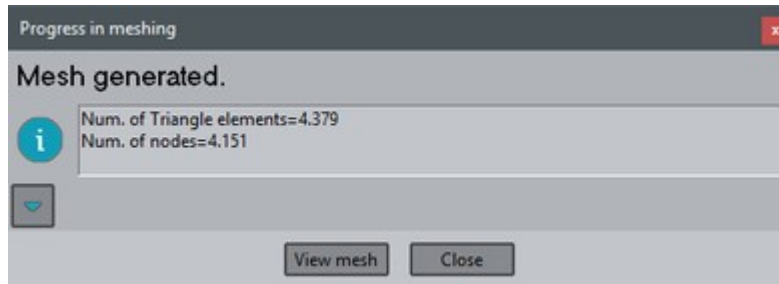 Progress in meshing
x
Mesh generated.
i
Num. of Triangle elements=4.379
Num. of nodes=4.151
View mesh
Close